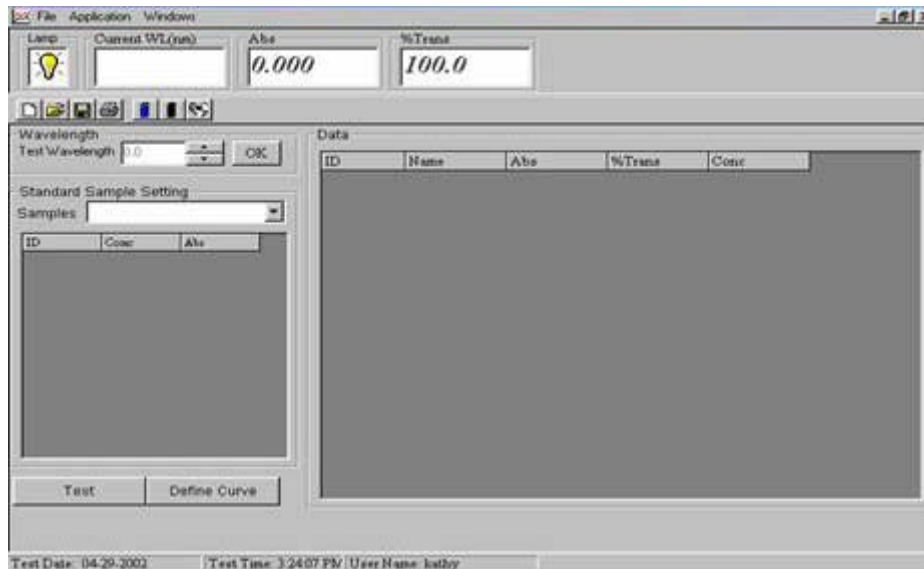 File Application Windows
Lamp Current WL(nm) Abs %Trans
0.000 100.0
Wavelength
Test Wavelength 0.0 OK
Data
ID Name Abs %Trans Conc
Standard Sample Setting
Samples
ID Conc Abs
Test Define Curve
Test Date: 04-29-2002 Test Time: 3:24:07 PM User Name: kathy